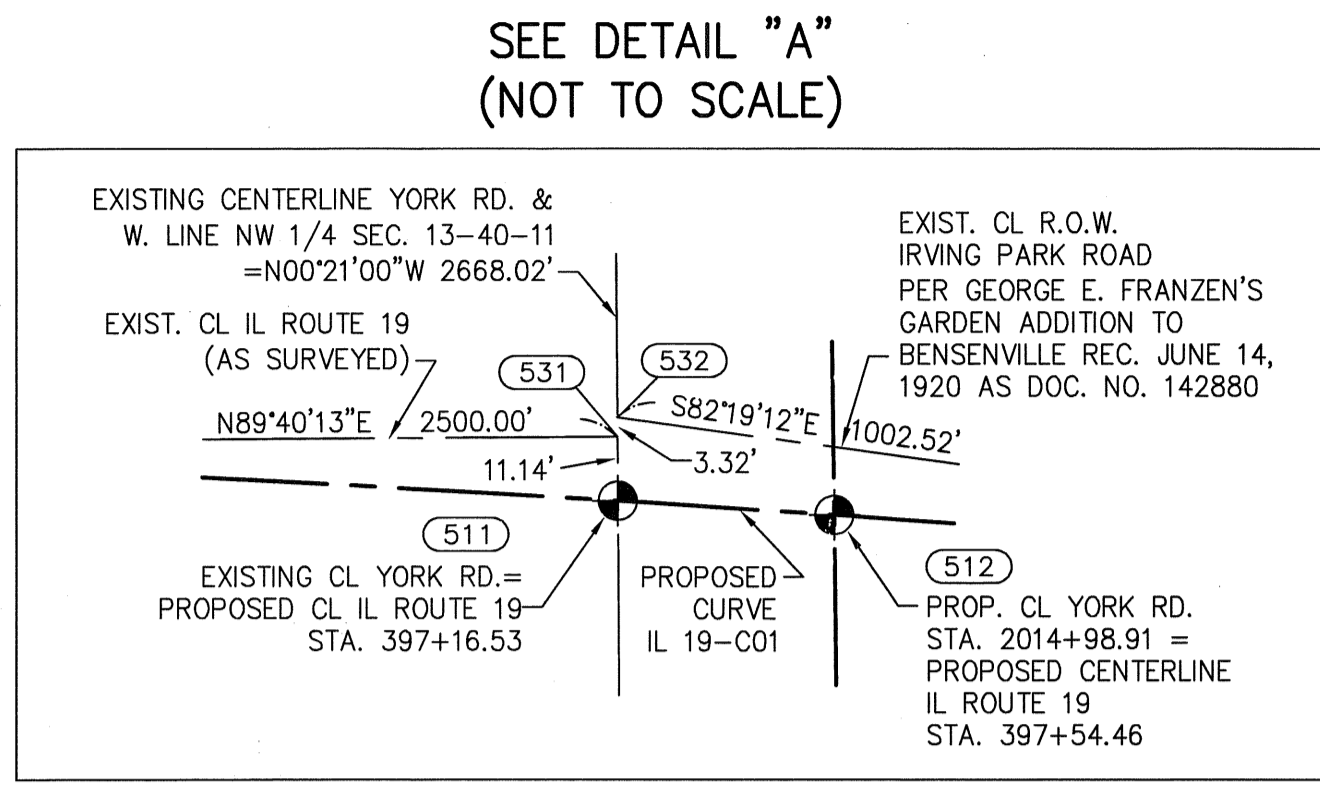 SEE DETAIL "A"
(NOT TO SCALE)
EXISTING CENTERLINE YORK RD. &
W. LINE NW 1/4 SEC. 13-40-11
=N00°21'00"W 2668.02'
EXIST. CL IL ROUTE 19
(AS SURVEYED)
EXIST. CL R.O.W.
IRVING PARK ROAD
PER GEORGE E. FRANZEN'S
GARDEN ADDITION TO
BENSENVILLE REC. JUNE 14,
1920 AS DOC. NO. 142880
531
532
N89°40'13"E 2500.00'
S82°19'12"E 1002.52'
11.14'
3.32'
511
EXISTING CL YORK RD.=
PROPOSED CL IL ROUTE 19
STA. 397+16.53
PROPOSED
CURVE
IL 19-C01
512
PROP. CL YORK RD.
STA. 2014+98.91 =
PROPOSED CENTERLINE
IL ROUTE 19
STA. 397+54.46